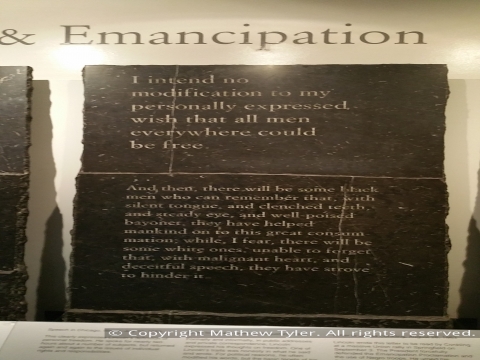 & Emancipation
I intend no
modification to my
personally expressed
wish that all men
everywhere could
be free.
And then, there will be some black
men who can remember that, with
silent tongue, and clenched teeth,
and steady eye, and well-poised
bayonet, they have helped
mankind on to this great consum
mation; while, I fear, there will be
some white ones, unable to forget
that, with malignant heart, and
deceitful speech, they have strove
to hinder it.
© Copyright Mathew Tyler. All rights reserved.